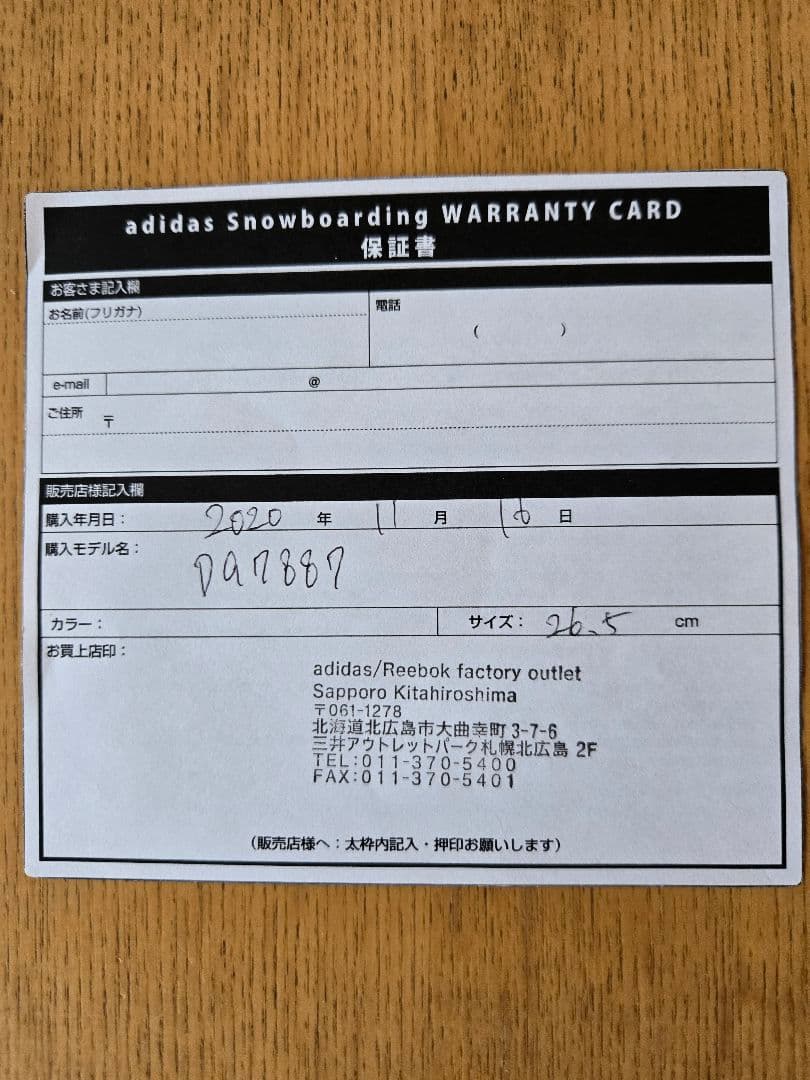 adidas Snowboarding WARRANTY CARD
保証書
お客さま記入欄
お名前(フリガナ)
電話
( )
e-mail @
ご住所
〒
販売店様記入欄
購入年月日： 2020 年 11 月 16 日
購入モデル名：
DA7887
カラー： サイズ： 26.5 cm
お買上店印：
adidas/Reebok factory outlet
Sapporo Kitahiroshima
〒061-1278
北海道北広島市大曲幸町 3-7-6
三井アウトレットパーク札幌北広島 2F
TEL:011-370-5400
FAX:011-370-5401
(販売店様へ：太枠内記入・押印お願いします)